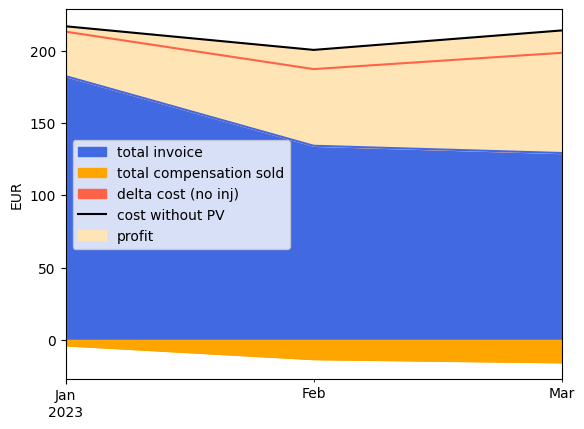 200
150
100
50
0
EUR
total invoice
total compensation sold
delta cost (no inj)
cost without PV
profit
Jan
2023
Feb
Mar